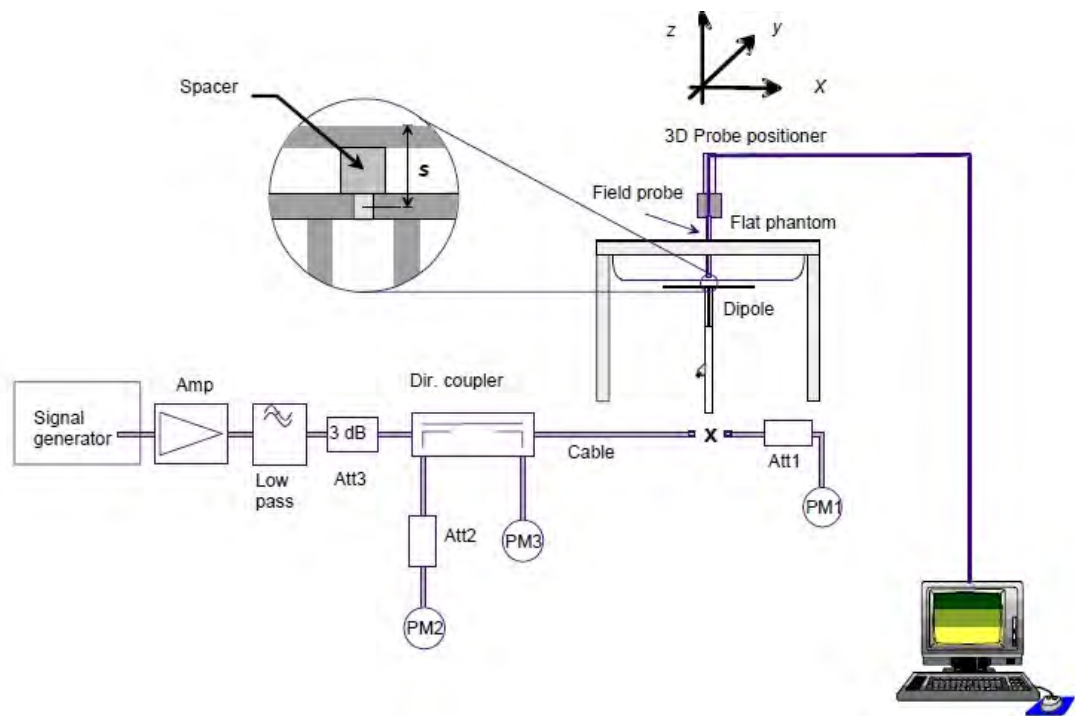 z
y
X
Spacer
s
3D Probe positioner
Field probe
Flat phantom
Dipole
Signal
generator
Amp
Low
pass
3 dB
Att3
Dir. coupler
Cable
x
Att1
PM1
Att2
PM3
PM2